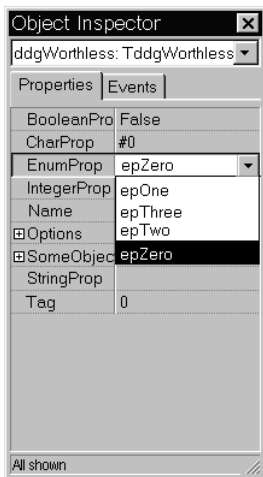 Object Inspector
ddgWorthless: TddgWorthless
Properties Events
BooleanPro False
CharProp #0
EnumProp epZero
IntegerProp epOne
Name epThree
epTwo
Options
SomeObjec epZero
StringProp
Tag 0
All shown